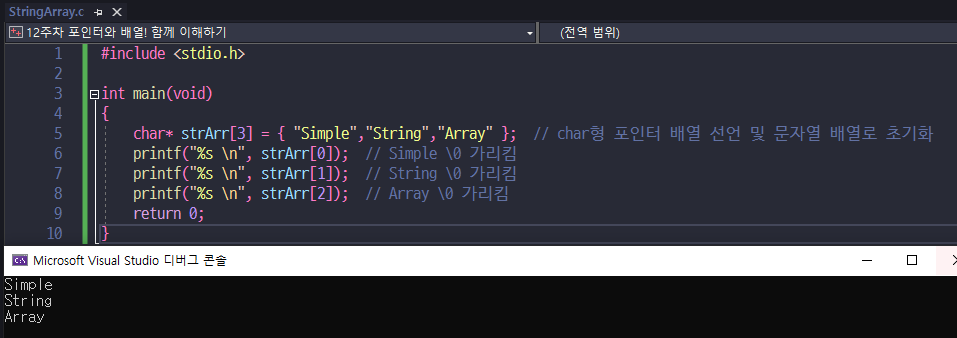 StringArray.c
12주차 포인터와 배열! 함께 이해하기 (전역 범위)
1 #include <stdio.h>
2
3 int main(void)
4 {
5 char* strArr[3] = { "Simple","String","Array" }; // char형 포인터 배열 선언 및 문자열 배열로 초기화
6 printf("%s \n", strArr[0]); // Simple \0 가리킴
7 printf("%s \n", strArr[1]); // String \0 가리킴
8 printf("%s \n", strArr[2]); // Array \0 가리킴
9 return 0;
10 }
Microsoft Visual Studio 디버그 콘솔
Simple
String
Array